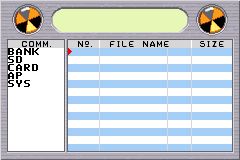 COMM. No. FILE NAME SIZE
BANK
SD
CARD
AP
SYS